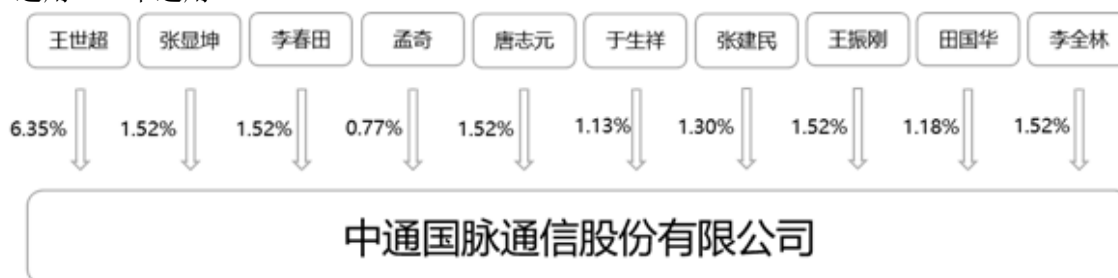 王世超 张显坤 李春田 孟奇 唐志元 于生祥 张建民 王振刚 田国华 李全林
6.35% 1.52% 1.52% 0.77% 1.52% 1.13% 1.30% 1.52% 1.18% 1.52%
中通国脉通信股份有限公司